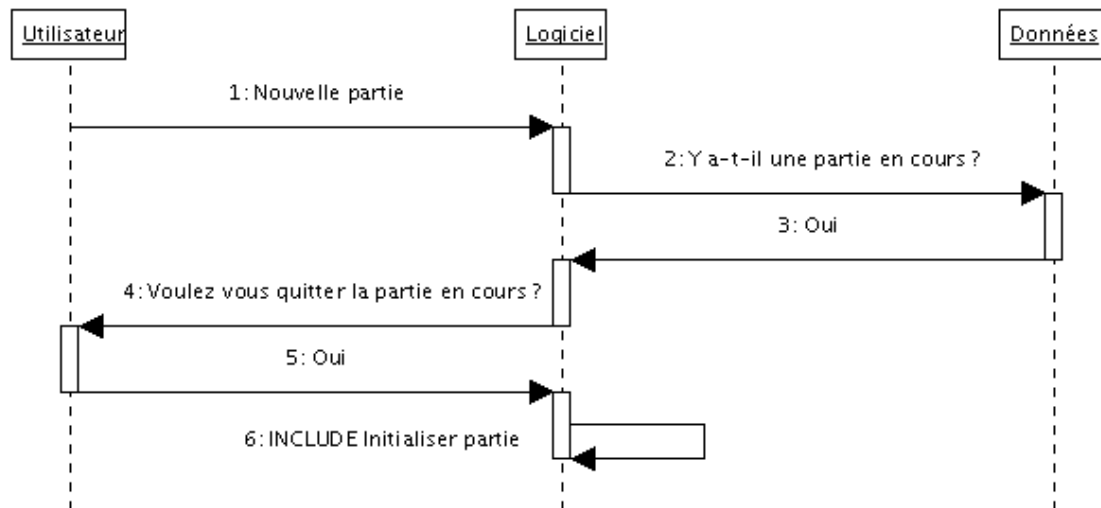 Utilisateur
Logiciel
Données
1: Nouvelle partie
2: Y a-t-il une partie en cours ?
3: Oui
4: Voulez vous quitter la partie en cours ?
5: Oui
6: INCLUDE Initialiser partie